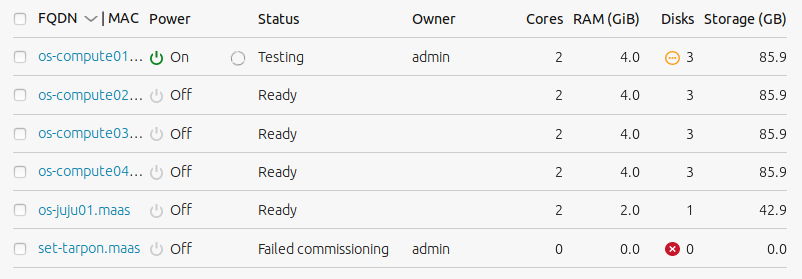 FQDN | MAC Power Status Owner Cores RAM (GiB) Disks Storage (GB)
os-compute01... On Testing admin 2 4.0 3 85.9
os-compute02... Off Ready 2 4.0 3 85.9
os-compute03... Off Ready 2 4.0 3 85.9
os-compute04... Off Ready 2 4.0 3 85.9
os-juju01.maas Off Ready 2 2.0 1 42.9
set-tarpon.maas Off Failed commissioning admin 0 0.0 0 0.0